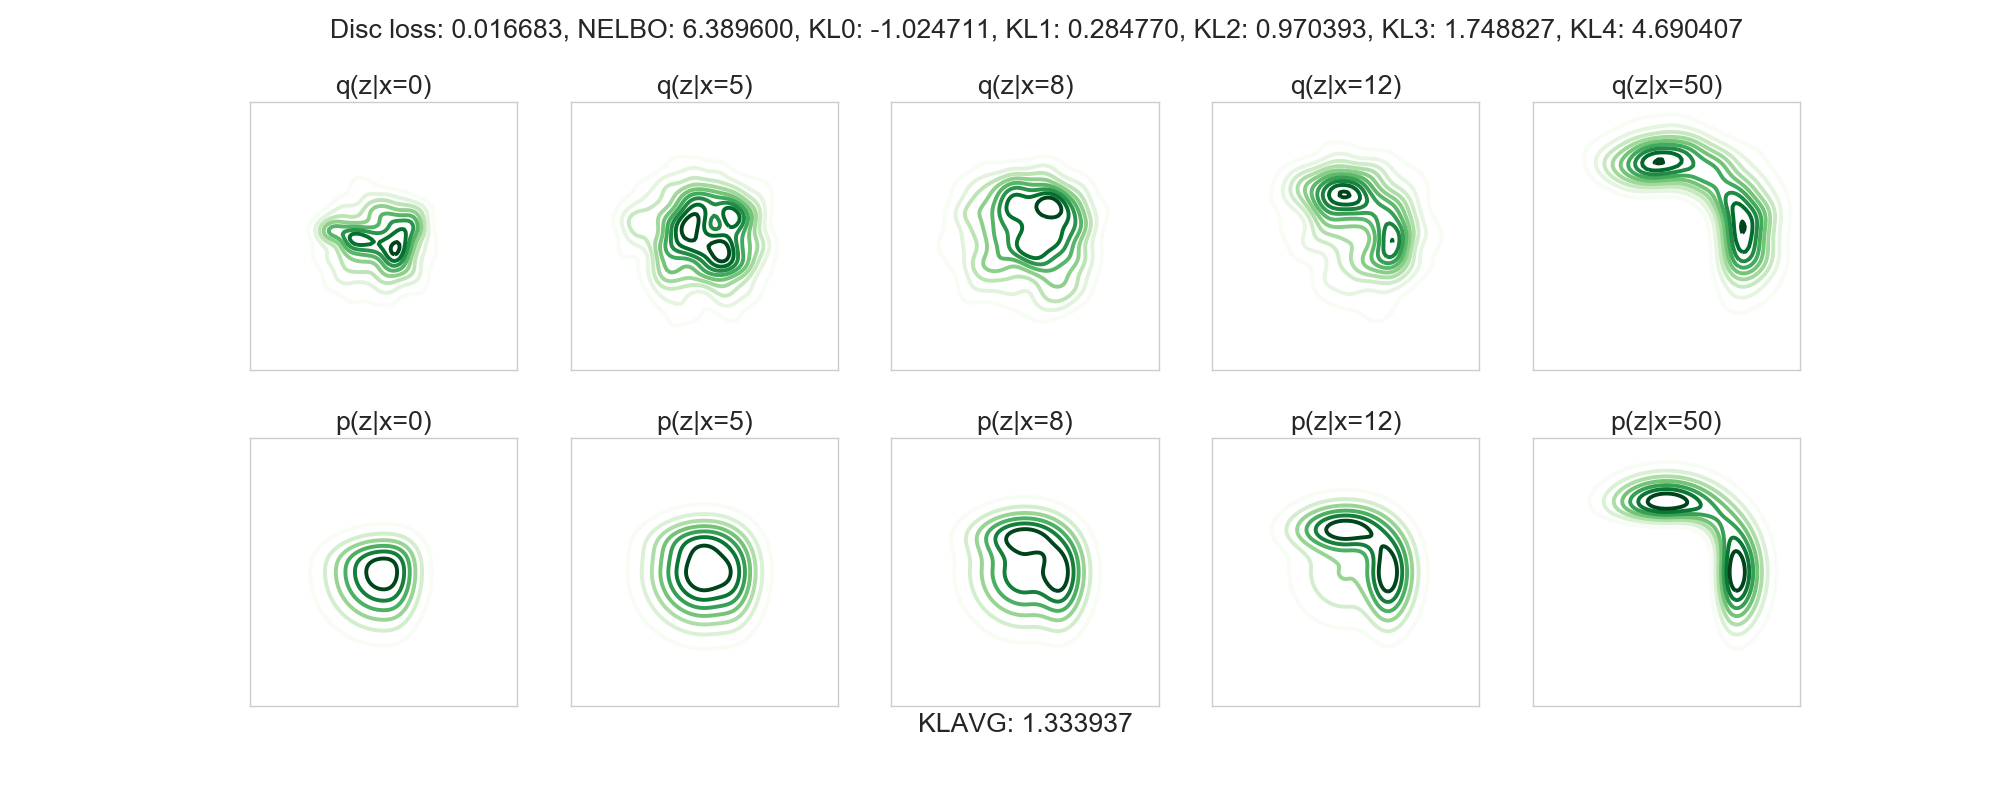 Disc loss: 0.016683, NELBO: 6.389600, KL0: -1.024711, KL1: 0.284770, KL2: 0.970393, KL3: 1.748827, KL4: 4.690407
q(z|x=0) q(z|x=5) q(z|x=8) q(z|x=12) q(z|x=50)
p(z|x=0) p(z|x=5) p(z|x=8) p(z|x=12) p(z|x=50)
KLAVG: 1.333937